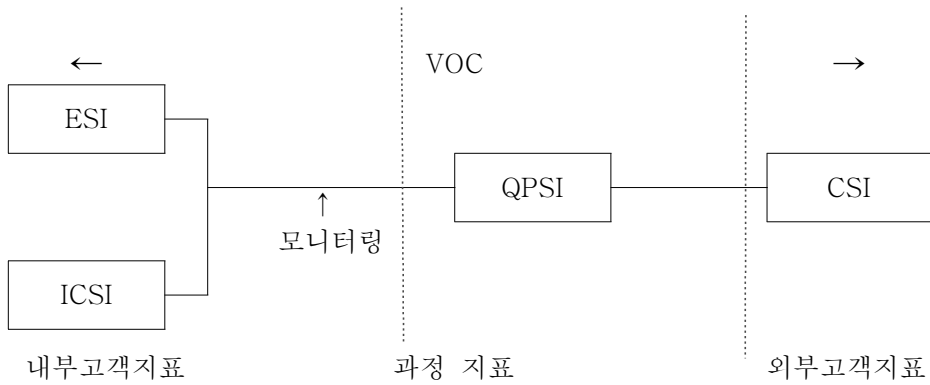 ← VOC →
ESI
QPSI
CSI
↑
모니터링
ICSI
내부고객지표 과정 지표 외부고객지표